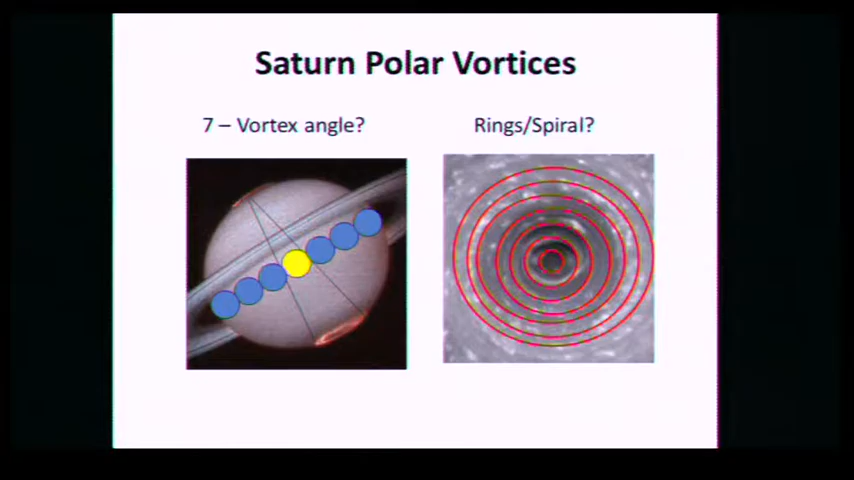 Saturn Polar Vortices
7 – Vortex angle?
Rings/Spiral?